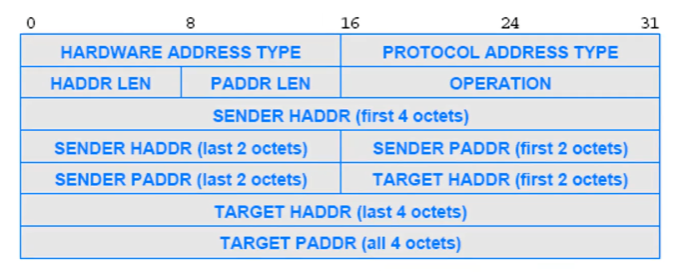 0 8 16 24 31
HARDWARE ADDRESS TYPE PROTOCOL ADDRESS TYPE
HADDR LEN PADDR LEN OPERATION
SENDER HADDR (first 4 octets)
SENDER HADDR (last 2 octets) SENDER PADDR (first 2 octets)
SENDER PADDR (last 2 octets) TARGET HADDR (first 2 octets)
TARGET HADDR (last 4 octets)
TARGET PADDR (all 4 octets)